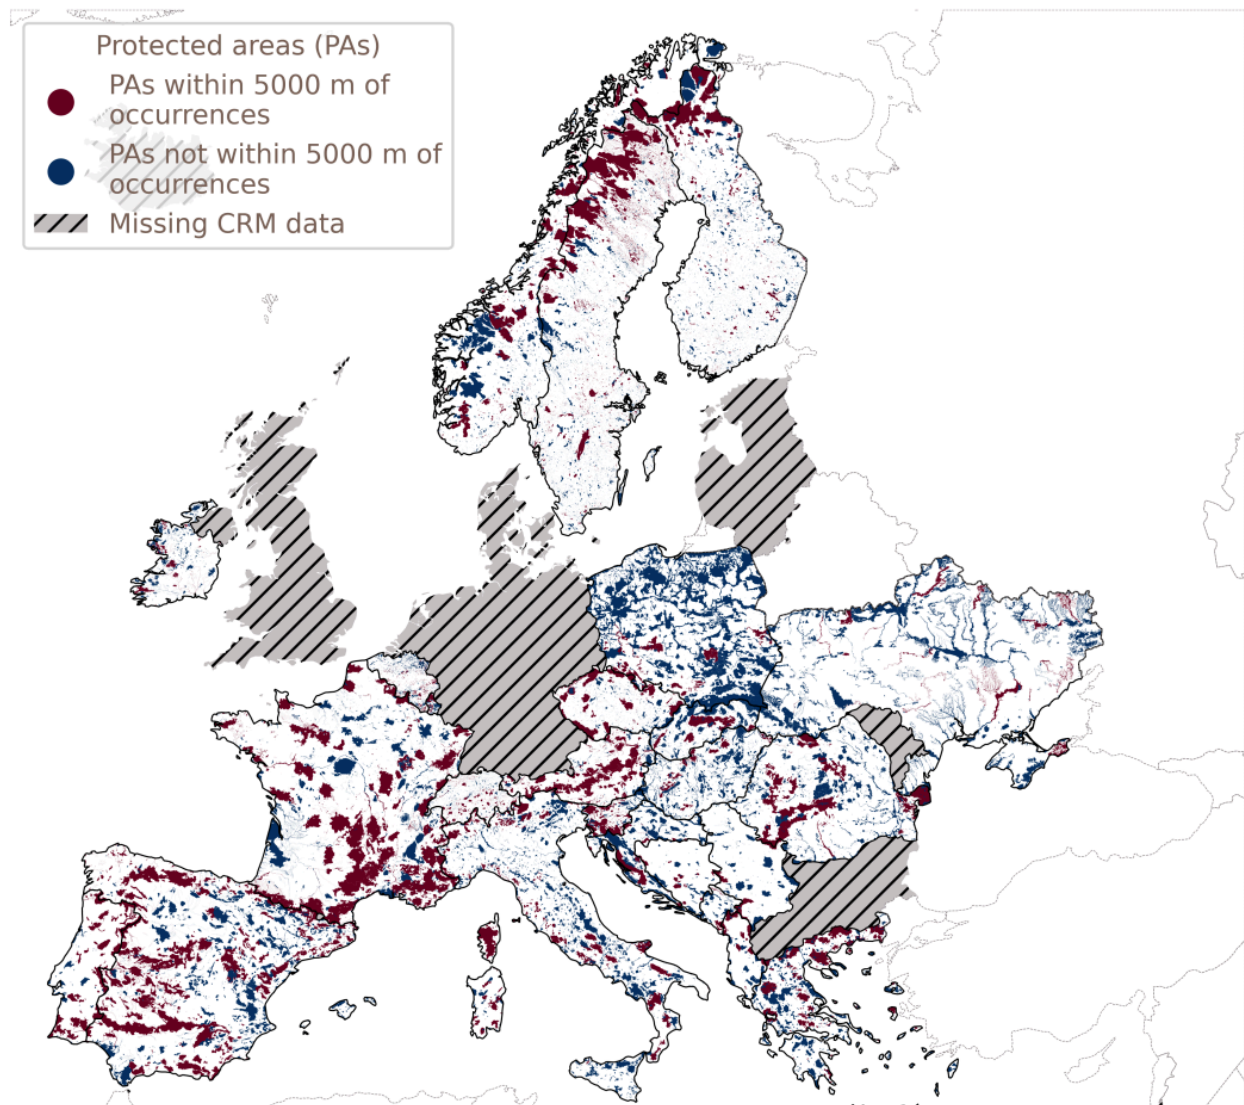 Protected areas (PAs)
PAs within 5000 m of
occurrences
PAs not within 5000 m of
occurrences
Missing CRM data